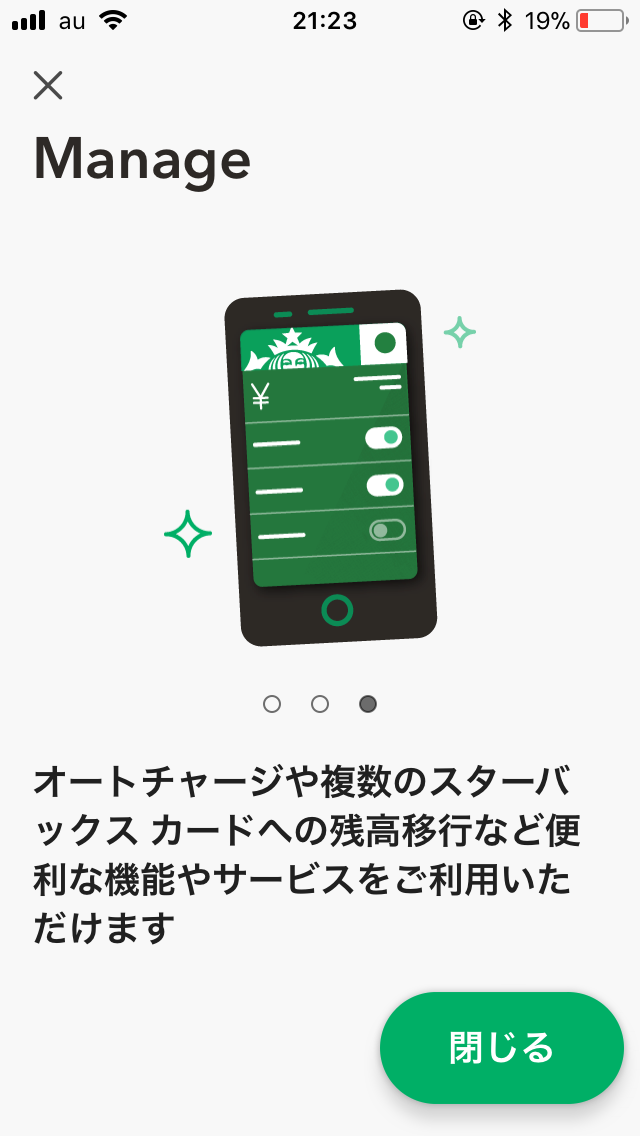 au 21:23 19%
Manage
¥
オートチャージや複数のスターバ
ックス カードへの残高移行など便
利な機能やサービスをご利用いた
だけます
閉じる